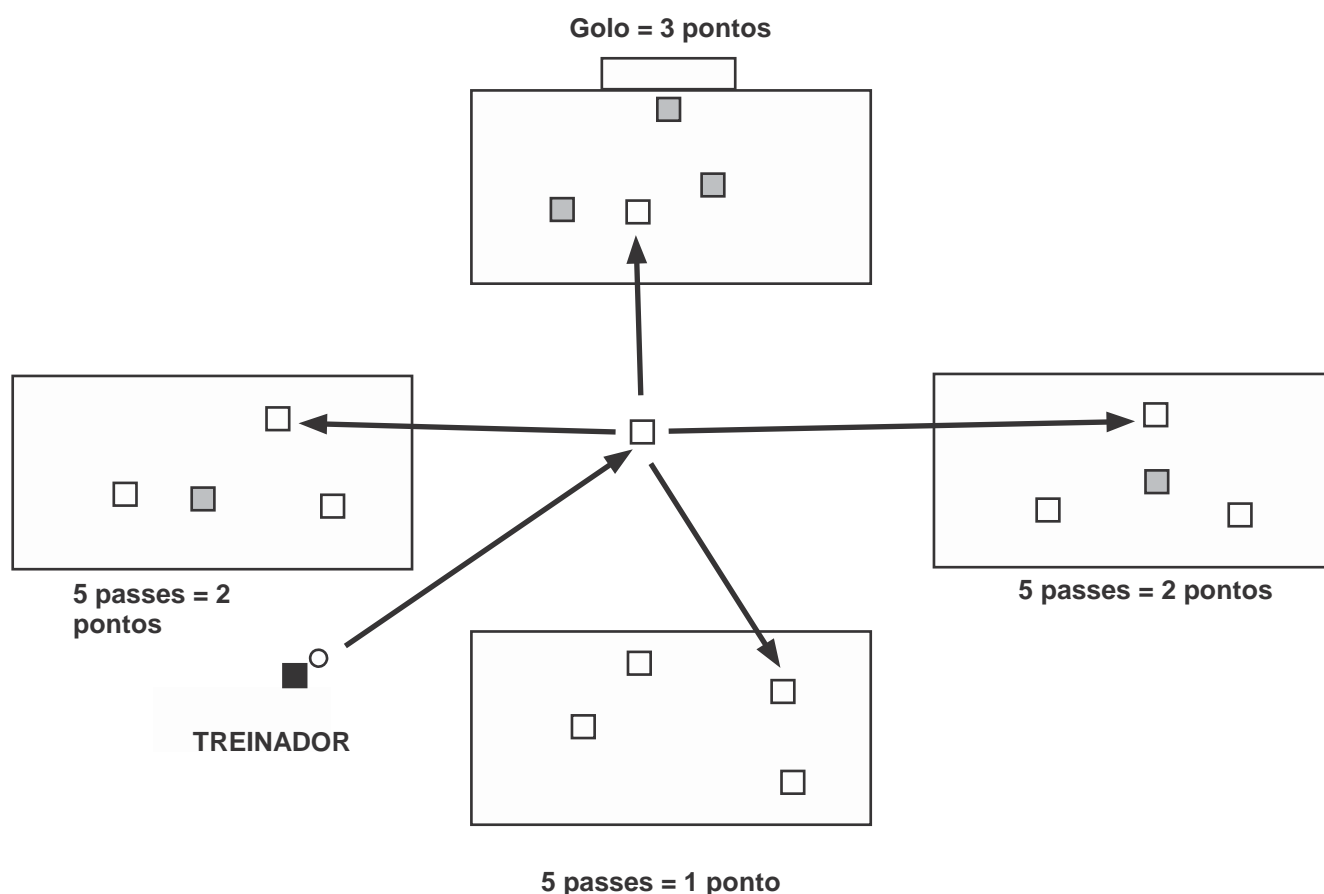 Golo = 3 pontos
5 passes = 2
pontos
5 passes = 2 pontos
TREINADOR
5 passes = 1 ponto